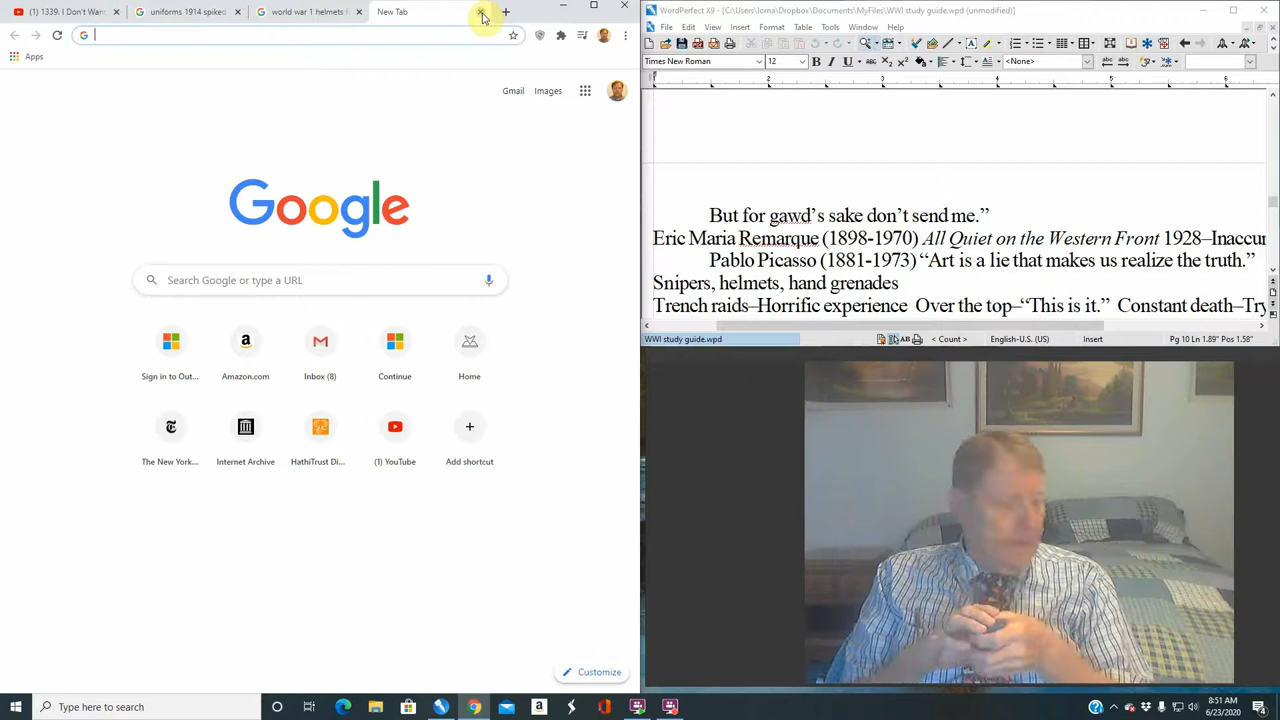 (1) 1339. I Don't Wan
uniforms 1914 spiked
world war 1 helmets f
New Tab
Apps
Gmail
Images
Google
Search Google or type a URL
Sign in to Out...
Amazon.com
Inbox (8)
Continue
Home
The New York...
Internet Archive
HathiTrust Di...
(1) YouTube
Add shortcut
Customize
WordPerfect X9 - [C:\Users\lorna\Dropbox\Documents\MyFiles\WWI study guide.wpd (unmodified)]
File Edit View Insert Format Table Tools Window Help
Times New Roman 12 <None>
1 2 3 4 5 6
But for gawd's sake don't send me.”
Eric Maria Remarque (1898-1970) All Quiet on the Western Front 1928–Inaccur
Pablo Picasso (1881-1973) “Art is a lie that makes us realize the truth.”
Snipers, helmets, hand grenades
Trench raids–Horrific experience Over the top–“This is it.” Constant death–Try
WWI study guide.wpd
AB
< Count >
English-U.S. (US)
Insert
Pg 10 Ln 1.89" Pos 1.58"
Type here to search
8:51 AM
6/23/2020